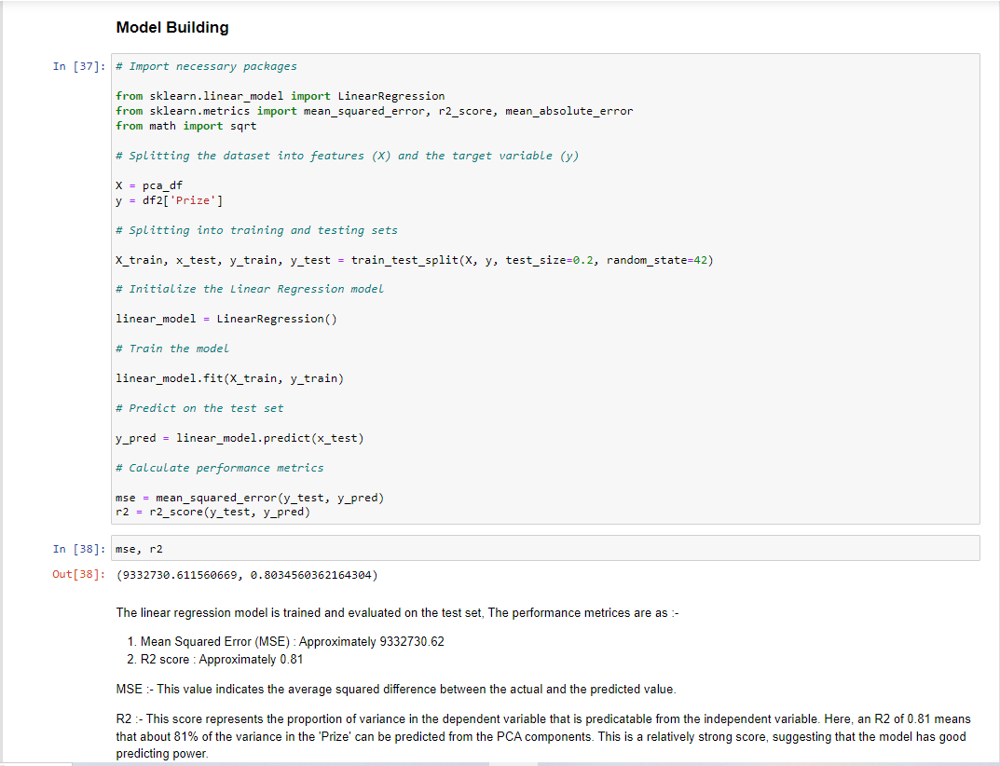 Model Building
In [37]: # Import necessary packages
from sklearn.linear_model import LinearRegression
from sklearn.metrics import mean_squared_error, r2_score, mean_absolute_error
from math import sqrt
# Splitting the dataset into features (X) and the target variable (y)
X = pca_df
y = df2['Prize']
# Splitting into training and testing sets
X_train, x_test, y_train, y_test = train_test_split(X, y, test_size=0.2, random_state=42)
# Initialize the Linear Regression model
linear_model = LinearRegression()
# Train the model
linear_model.fit(X_train, y_train)
# Predict on the test set
y_pred = linear_model.predict(x_test)
# Calculate performance metrics
mse = mean_squared_error(y_test, y_pred)
r2 = r2_score(y_test, y_pred)
In [38]: mse, r2
Out[38]: (9332730.611560669, 0.8034560362164304)
The linear regression model is trained and evaluated on the test set, The performance metrices are as :-
1. Mean Squared Error (MSE) : Approximately 9332730.62
2. R2 score : Approximately 0.81
MSE :- This value indicates the average squared difference between the actual and the predicted value.
R2 :- This score represents the proportion of variance in the dependent variable that is predicatable from the independent variable. Here, an R2 of 0.81 means
that about 81% of the variance in the 'Prize' can be predicted from the PCA components. This is a relatively strong score, suggesting that the model has good
predicting power.